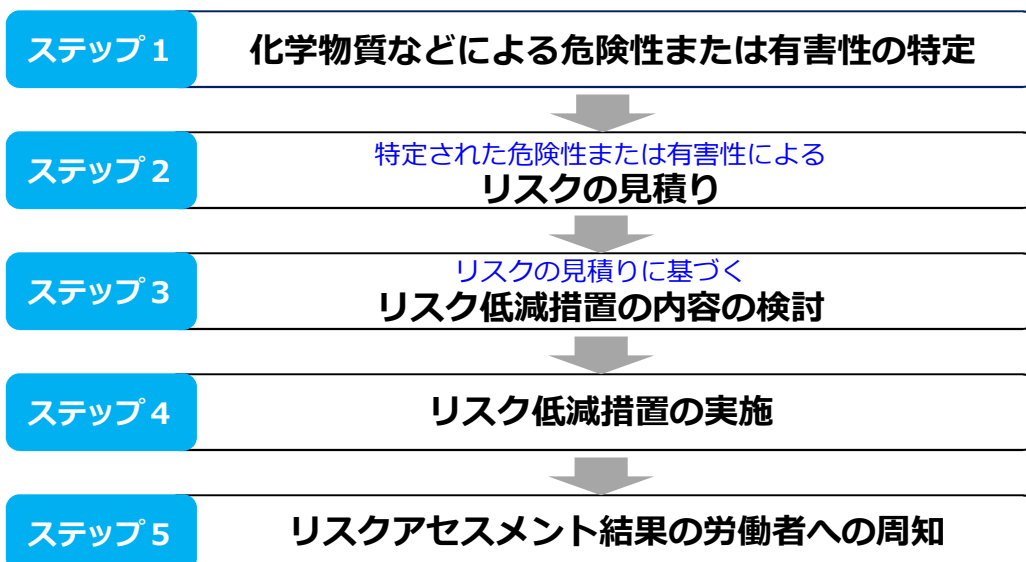 ステップ1
化学物質などによる危険性または有害性の特定
ステップ2
特定された危険性または有害性による
リスクの見積り
ステップ3
リスクの見積りに基づく
リスク低減措置の内容の検討
ステップ4
リスク低減措置の実施
ステップ5
リスクアセスメント結果の労働者への周知